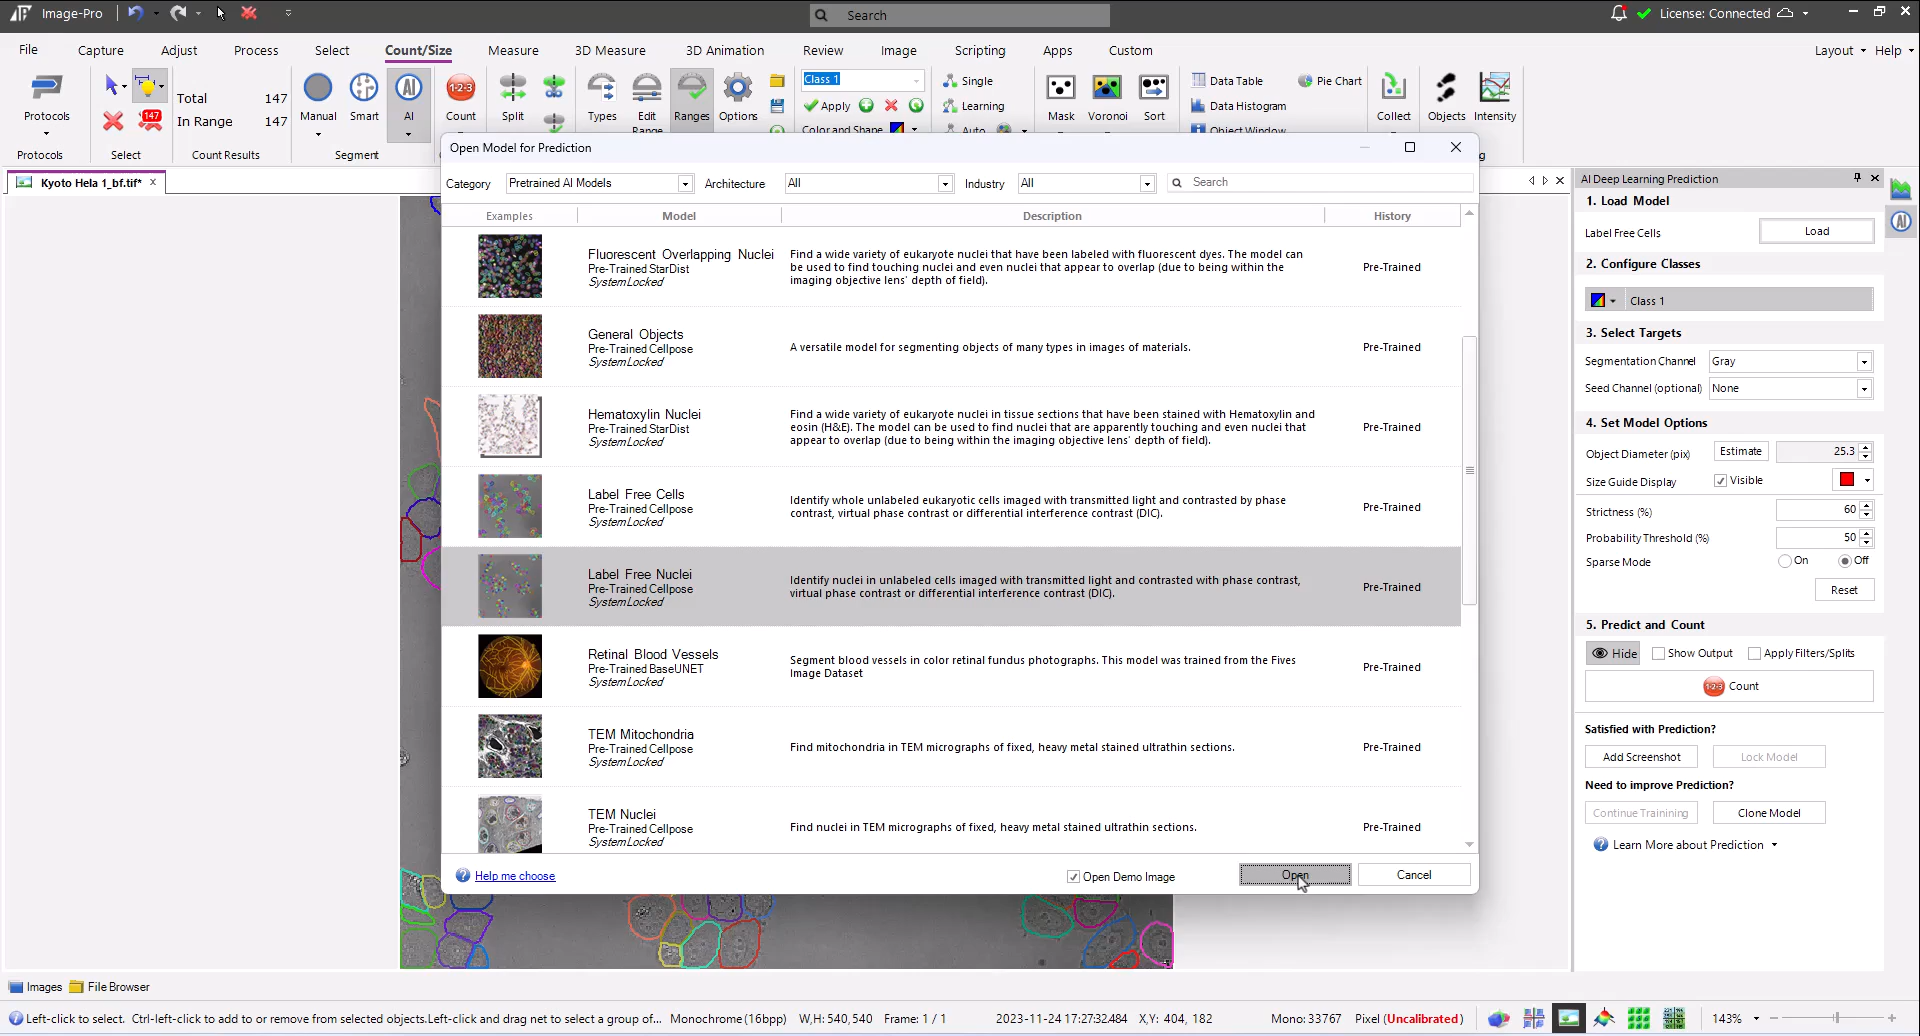 Image-Pro
Search
License: Connected
File
Capture
Adjust
Process
Select
Count/Size
Measure
3D Measure
3D Animation
Review
Image
Scripting
Apps
Custom
Layout
Help
Protocols
Protocols
147
Select
Total 147
In Range 147
Count Results
Manual
Smart
AI
AI
Segment
1-2-3
Count
Split
Types
Edit
Range
Ranges
Options
Class 1
Apply
Color and Shape
Single
Learning
Auto
Mask
Voronoi
Sort
Data Table
Pie Chart
Data Histogram
Object Window
Collect
Objects
Intensity
Kyoto Hela 1_bf.tif*
Open Model for Prediction
Category Pretrained AI Models Architecture All Industry All Search
Examples Model Description History
Fluorescent Overlapping Nuclei
Pre-Trained StarDist
SystemLocked
Find a wide variety of eukaryote nuclei that have been labeled with fluorescent dyes. The model can
be used to find touching nuclei and even nuclei that appear to overlap (due to being within the
imaging objective lens' depth of field).
Pre-Trained
General Objects
Pre-Trained Cellpose
SystemLocked
A versatile model for segmenting objects of many types in images of materials.
Pre-Trained
Hematoxylin Nuclei
Pre-Trained StarDist
SystemLocked
Find a wide variety of eukaryote nuclei in tissue sections that have been stained with Hematoxylin and
eosin (H&E). The model can be used to find nuclei that are apparently touching and even nuclei that
appear to overlap (due to being within the imaging objective lens' depth of field).
Pre-Trained
Label Free Cells
Pre-Trained Cellpose
SystemLocked
Identify whole unlabeled eukaryotic cells imaged with transmitted light and contrasted by phase
contrast, virtual phase contrast or differential interference contrast (DIC).
Pre-Trained
Label Free Nuclei
Pre-Trained Cellpose
SystemLocked
Identify nuclei in unlabeled cells imaged with transmitted light and contrasted with phase contrast,
virtual phase contrast or differential interference contrast (DIC).
Pre-Trained
Retinal Blood Vessels
Pre-Trained BaseUNET
SystemLocked
Segment blood vessels in color retinal fundus photographs. This model was trained from the Fives
Image Dataset
Pre-Trained
TEM Mitochondria
Pre-Trained Cellpose
SystemLocked
Find mitochondria in TEM micrographs of fixed, heavy metal stained ultrathin sections.
Pre-Trained
TEM Nuclei
Pre-Trained Cellpose
SystemLocked
Find nuclei in TEM micrographs of fixed, heavy metal stained ultrathin sections.
Pre-Trained
Help me choose
Open Demo Image
Open
Cancel
AI Deep Learning Prediction
1. Load Model
Label Free Cells
Load
2. Configure Classes
Class 1
3. Select Targets
Segmentation Channel Gray
Seed Channel (optional) None
4. Set Model Options
Object Diameter (pix) Estimate 25.3
Size Guide Display Visible
Strictness (%) 60
Probability Threshold (%) 50
Sparse Mode On Off
Reset
5. Predict and Count
Hide Show Output Apply Filters/Splits
1-2-3 Count
Satisfied with Prediction?
Add Screenshot Lock Model
Need to improve Prediction?
Continue Trainining Clone Model
Learn More about Prediction
AI
Images File Browser
Left-click to select. Ctrl-left-click to add to or remove from selected objects.Left-click and drag net to select a group of... Monochrome (16bpp) W,H: 540,540 Frame: 1 / 1 2023-11-24 17:27:32.484 X,Y: 404, 182 Mono: 33767 Pixel (Uncalibrated) 143%